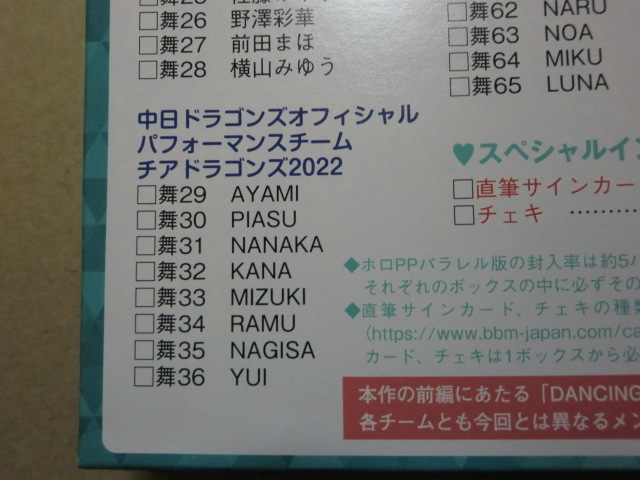 □舞26 野澤彩華
□舞27 前田まほ
□舞28 横山みゆう
中日ドラゴンズオフィシャル
パフォーマンスチーム
チアドラゴンズ2022
□舞29 AYAMI
□舞30 PIASU
□舞31 NANAKA
□舞32 KANA
□舞33 MIZUKI
□舞34 RAMU
□舞35 NAGISA
□舞36 YUI
□舞62 NARU
□舞63 NOA
□舞64 MIKU
□舞65 LUNA
♥スペシャルイン
□直筆サインカー
□チェキ ………
◆ホロPPパラレル版の封入率は約5パ
それぞれのボックスの中に必ずその
◆直筆サインカード、チェキの種類
(https://www.bbm-japan.com/ca
カード、チェキは1ボックスから必
本作の前編にあたる「DANCING
各チームとも今回とは異なるメン